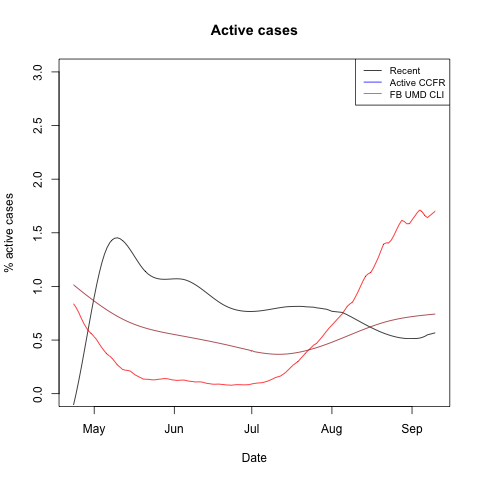 Active cases
Recent
Active CCFR
FB UMD CLI
% active cases
3.0
2.5
2.0
1.5
1.0
0.5
0.0
May Jun Jul Aug Sep
Date